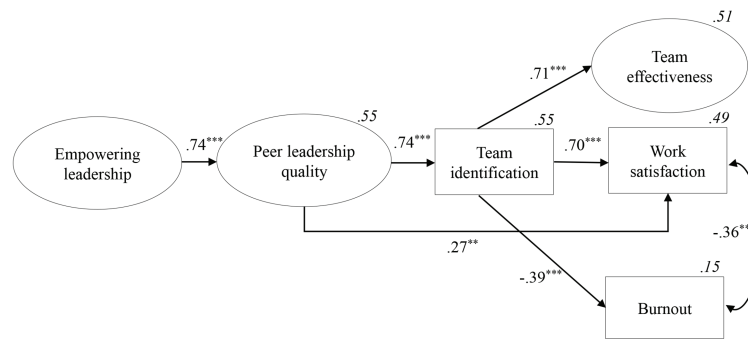 .51
Team
effectiveness
.71***
.55
.55
.49
.74***
.74***
.70***
Empowering
leadership
Peer leadership
quality
Team
identification
Work
satisfaction
.27**
-.36**
-.39***
.15
Burnout